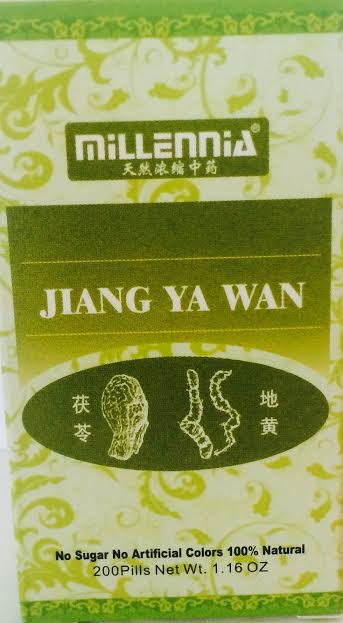 MILLENNIA®
天然浓缩中药
JIANG YA WAN
茯苓
地黄
No Sugar No Artificial Colors 100% Natural
200Pills Net Wt. 1.16 OZ